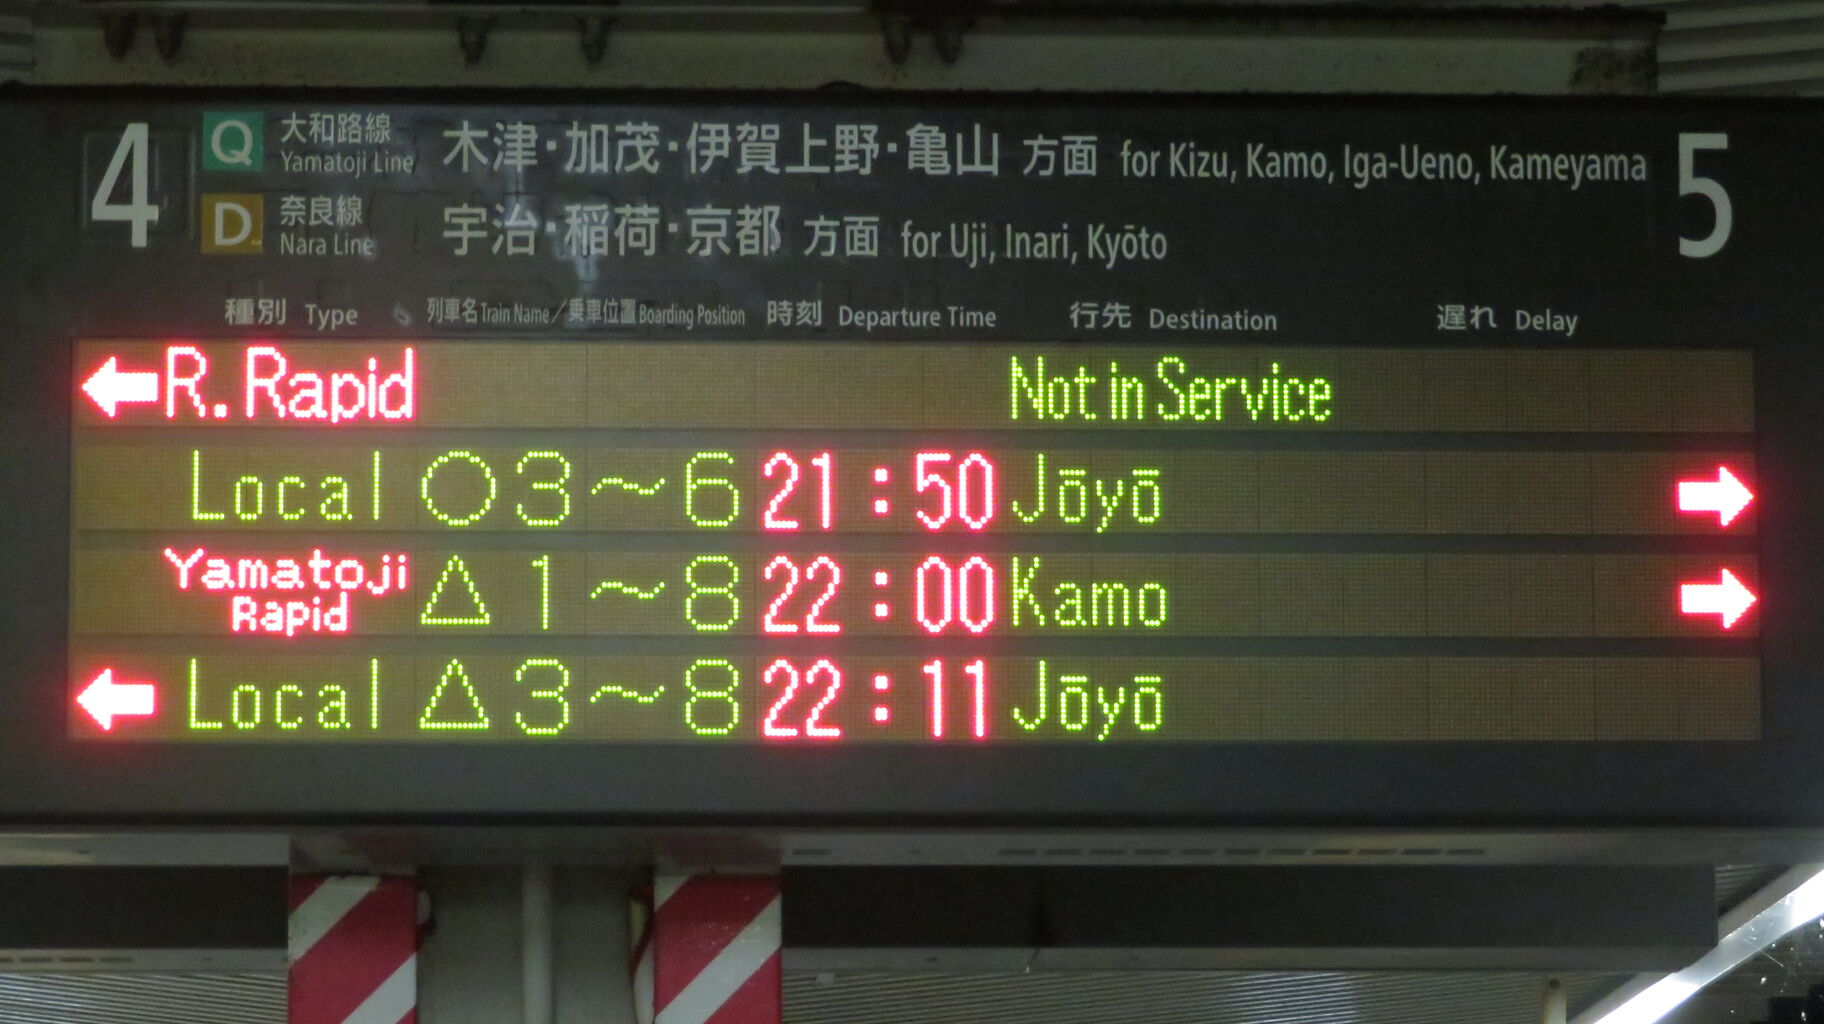 4 Q 大和路線 Yamatoji Line 木津・加茂・伊賀上野・亀山 方面 for Kizu, Kamo, Iga-Ueno, Kameyama 5
D 奈良線 Nara Line 宇治・稲荷・京都 方面 for Uji, Inari, Kyōto
種別 Type 列車名 Train Name／乗車位置 Boarding Position 時刻 Departure Time 行先 Destination 遅れ Delay
← R. Rapid Not in Service
Local ○ 3～6 21:50 Jōyō →
Yamatoji Rapid △ 1～8 22:00 Kamo →
← Local △ 3～8 22:11 Jōyō